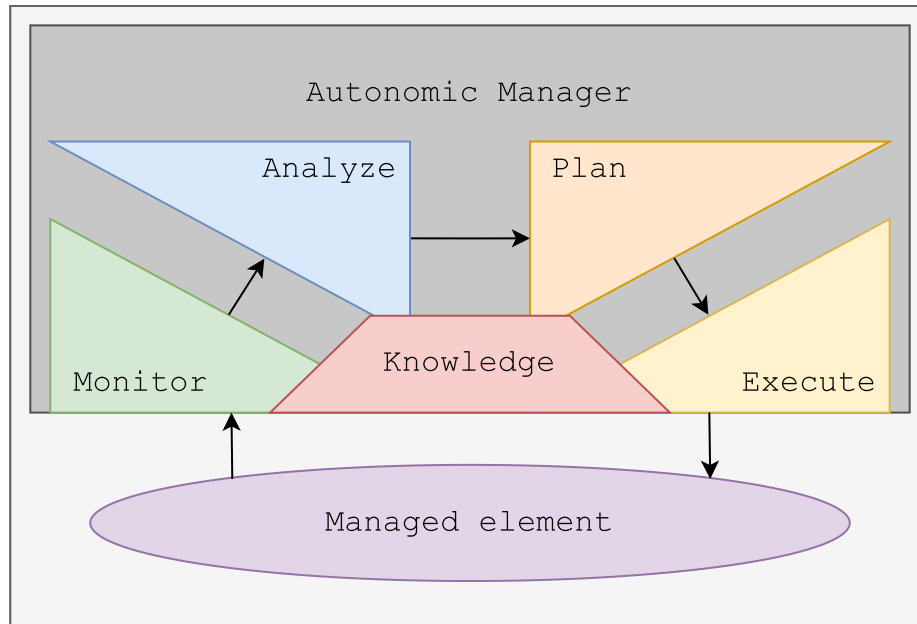 Autonomic Manager
Analyze
Plan
Knowledge
Monitor
Execute
Managed element